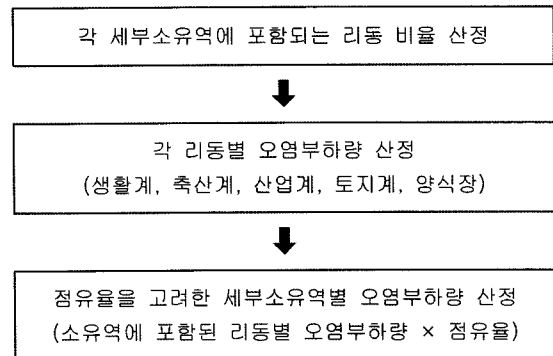 각 세부소유역에 포함되는 리동 비율 산정
각 리동별 오염부하량 산정
(생활계, 축산계, 산업계, 토지계, 양식장)
점유율을 고려한 세부소유역별 오염부하량 산정
(소유역에 포함된 리동별 오염부하량 × 점유율)